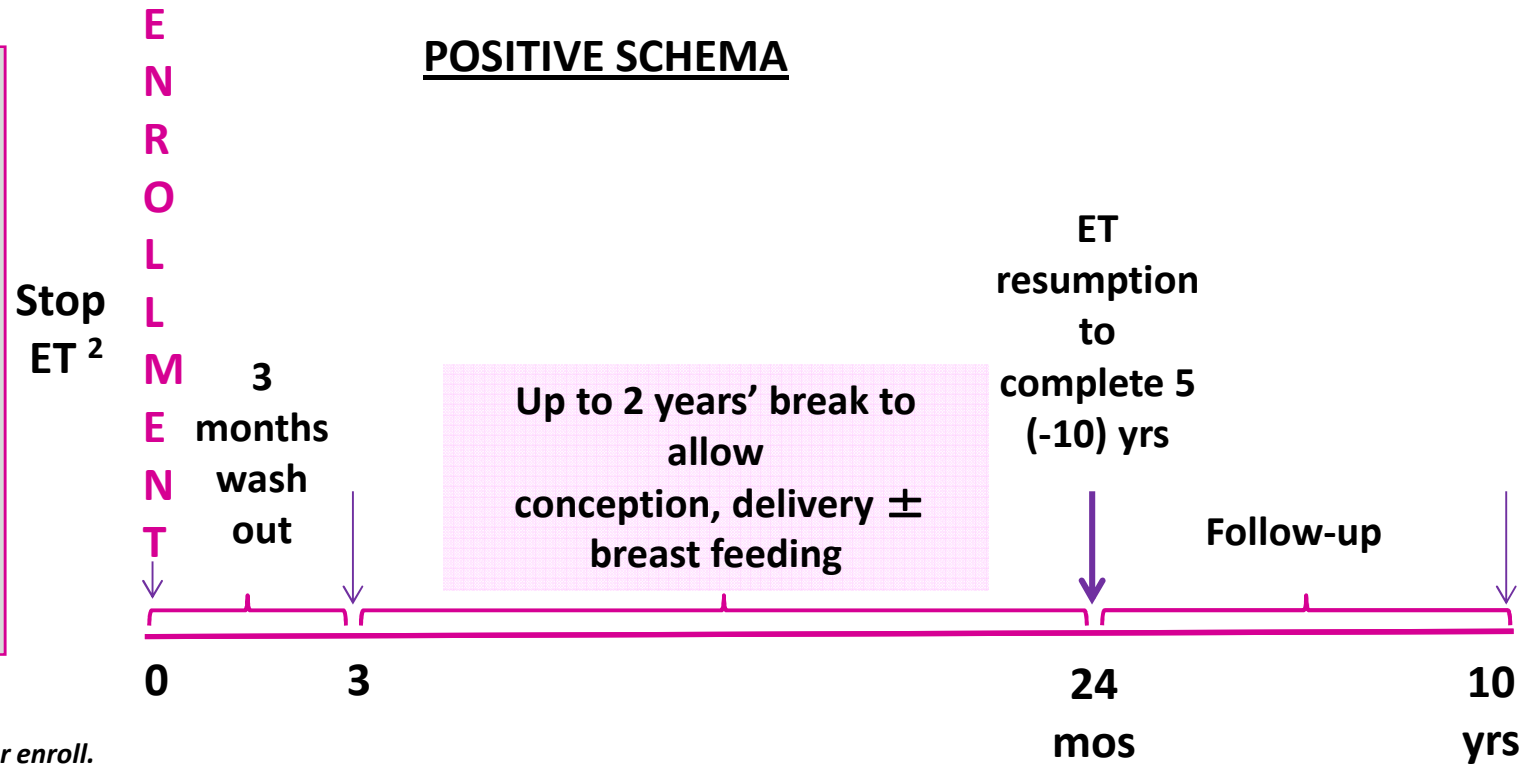 POSITIVE SCHEMA
Stop
ET 2
E
N
R
O
L
L
M
E
N
T
3
months
wash
out
Up to 2 years’ break to
allow
conception, delivery ±
breast feeding
ET
resumption
to
complete 5
(-10) yrs
Follow-up
0
3
24
mos
10
yrs
r enroll.